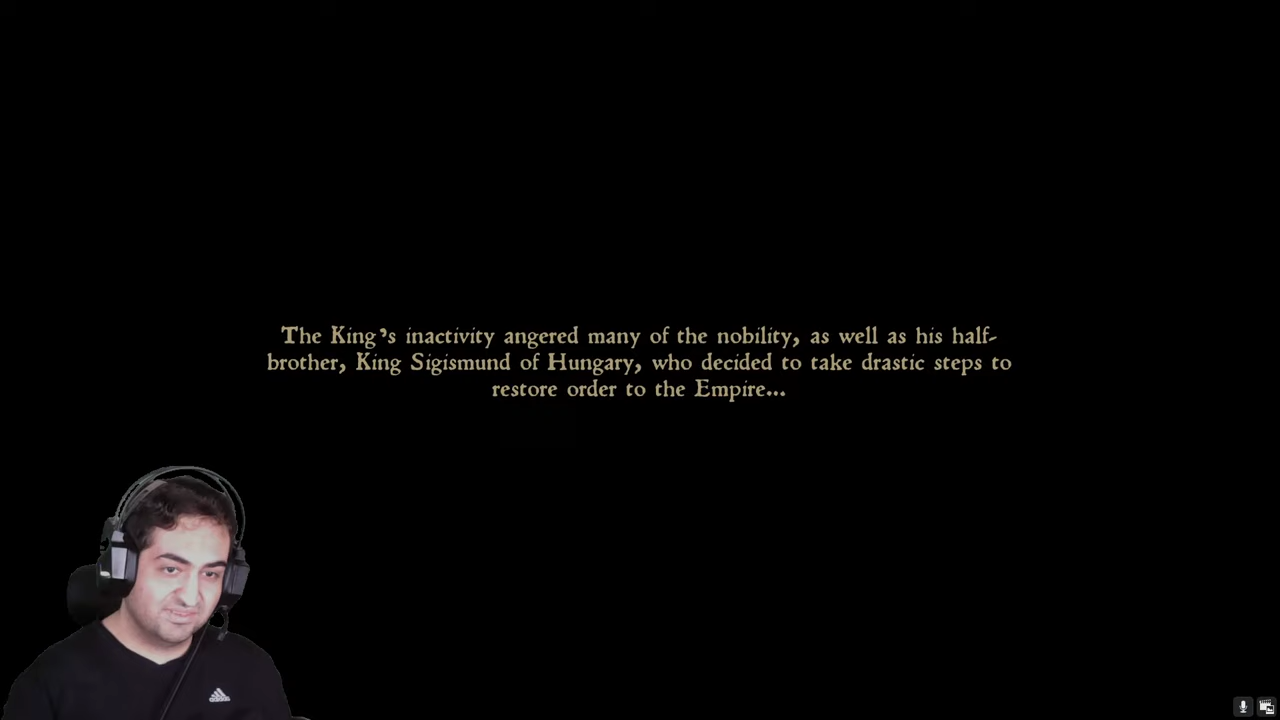 The King's inactivity angered many of the nobility, as well as his half-
brother, King Sigismund of Hungary, who decided to take drastic steps to
restore order to the Empire...
adidas